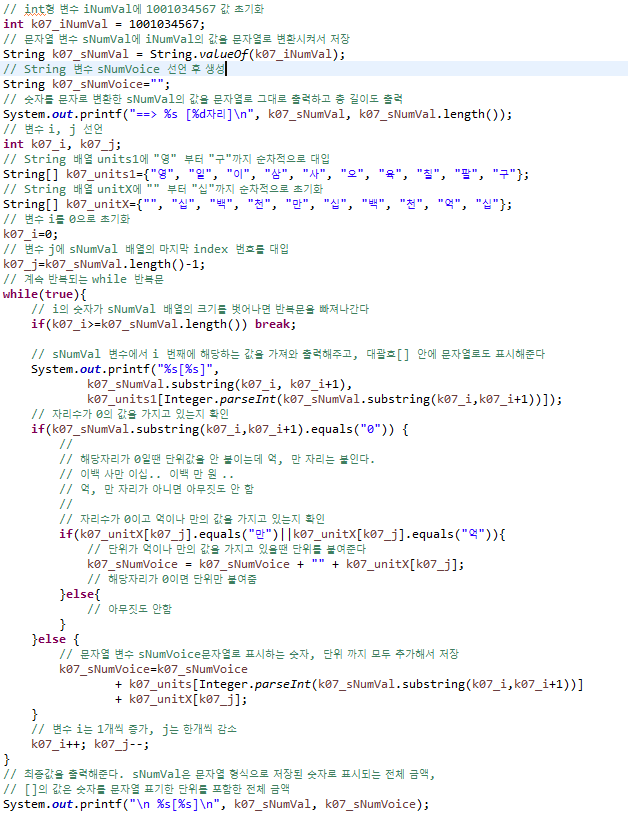 // int형 변수 iNumVal에 1001034567 값 초기화
int k07_iNumVal = 1001034567;
// 문자열 변수 sNumVal에 iNumVal의 값을 문자열로 변환시켜서 저장
String k07_sNumVal = String.valueOf(k07_iNumVal);
// String 변수 sNumVoice 선언 후 생성
String k07_sNumVoice="";
// 숫자를 문자로 변환한 sNumVal의 값을 문자열로 그대로 출력하고 총 길이도 출력
System.out.printf("==> %s [%d자리]\n", k07_sNumVal, k07_sNumVal.length());
// 변수 i, j 선언
int k07_i, k07_j;
// String 배열 units1에 "영" 부터 "구"까지 순차적으로 대입
String[] k07_units1={"영", "일", "이", "삼", "사", "오", "육", "칠", "팔", "구"};
// String 배열 unitX에 "" 부터 "십"까지 순차적으로 초기화
String[] k07_unitX={"", "십", "백", "천", "만", "십", "백", "천", "억", "십"};
// 변수 i를 0으로 초기화
k07_i=0;
// 변수 j에 sNumVal 배열의 마지막 index 번호를 대입
k07_j=k07_sNumVal.length()-1;
// 계속 반복되는 while 반복문
while(true){
// i의 숫자가 sNumVal 배열의 크기를 벗어나면 반복문을 빠져나간다
if(k07_i>=k07_sNumVal.length()) break;
// sNumVal 변수에서 i 번째에 해당하는 값을 가져와 출력해주고, 대괄호[] 안에 문자열로도 표시해준다
System.out.printf("%s[%s]",
k07_sNumVal.substring(k07_i, k07_i+1),
k07_units1[Integer.parseInt(k07_sNumVal.substring(k07_i,k07_i+1))]);
// 자리수가 0의 값을 가지고 있는지 확인
if(k07_sNumVal.substring(k07_i,k07_i+1).equals("0")) {
//
// 해당자리가 0일땐 단위값을 안 붙이는데 억, 만 자리는 붙인다.
// 이백 사만 이십.. 이백 만 원 ..
// 억, 만 자리가 아니면 아무짓도 안 함
//
// 자리수가 0이고 억이나 만의 값을 가지고 있는지 확인
if(k07_unitX[k07_j].equals("만")||k07_unitX[k07_j].equals("억")){
// 단위가 억이나 만의 값을 가지고 있을땐 단위를 붙여준다
k07_sNumVoice = k07_sNumVoice + "" + k07_unitX[k07_j];
// 해당자리가 0이면 단위만 붙여줌
}else{
// 아무짓도 안함
}
}else {
// 문자열 변수 sNumVoice문자열로 표시하는 숫자, 단위 까지 모두 추가해서 저장
k07_sNumVoice=k07_sNumVoice
+ k07_units[Integer.parseInt(k07_sNumVal.substring(k07_i,k07_i+1))]
+ k07_unitX[k07_j];
}
// 변수 i는 1개씩 증가, j는 한개씩 감소
k07_i++; k07_j--;
}
// 최종값을 출력해준다. sNumVal은 문자열 형식으로 저장된 숫자로 표시되는 전체 금액,
// []의 값은 숫자를 문자열 표기한 단위를 포함한 전체 금액
System.out.printf("\n %s[%s]\n", k07_sNumVal, k07_sNumVoice);